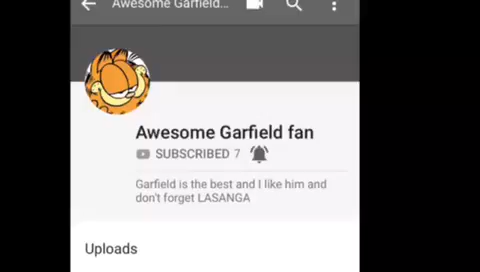 Awesome Garfield...
Awesome Garfield fan
SUBSCRIBED 7
Garfield is the best and I like him and
don't forget LASANGA
Uploads